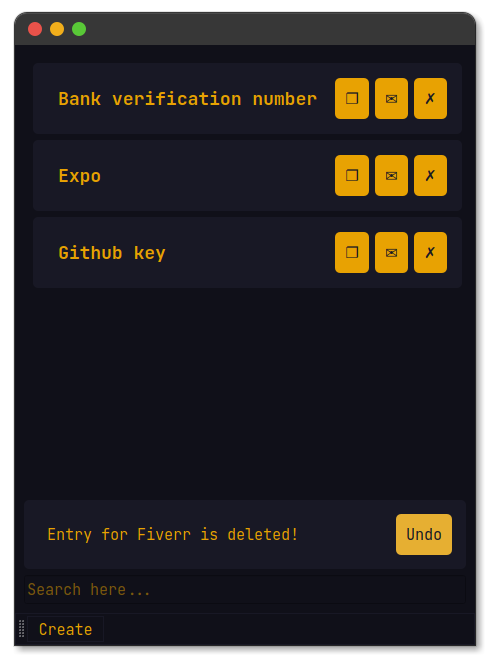 Bank verification number
Expo
Github key
Entry for Fiverr is deleted! Undo
Search here...
Create